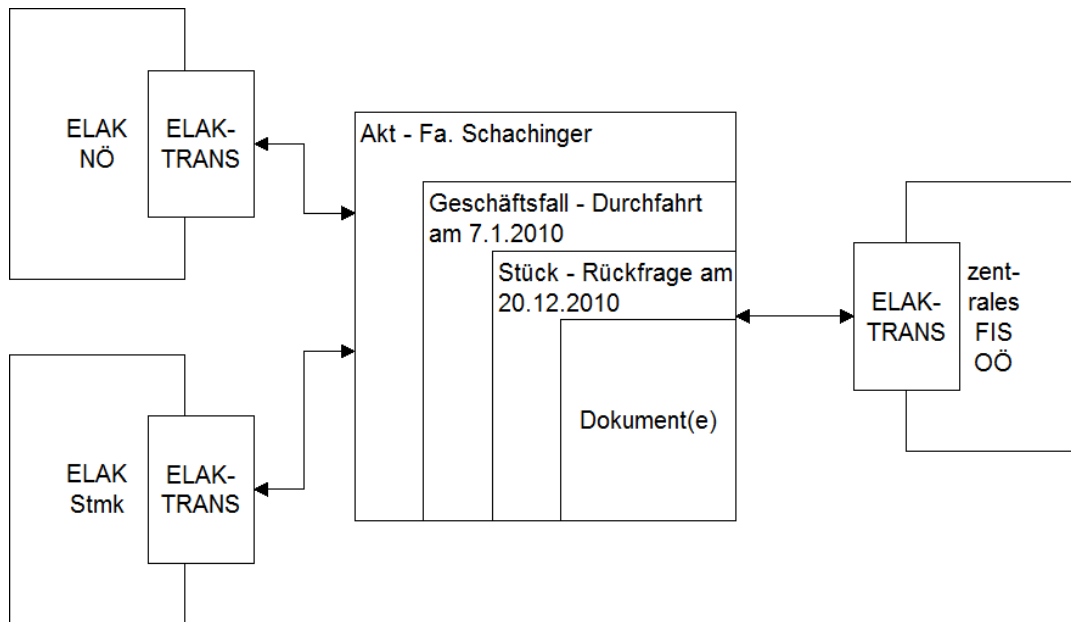 ELAK
NÖ
ELAK-
TRANS
Akt - Fa. Schachinger
Geschäftsfall - Durchfahrt
am 7.1.2010
Stück - Rückfrage am
20.12.2010
Dokument(e)
ELAK
Stmk
ELAK-
TRANS
ELAK-
TRANS
zent-
rales
FIS
OÖ